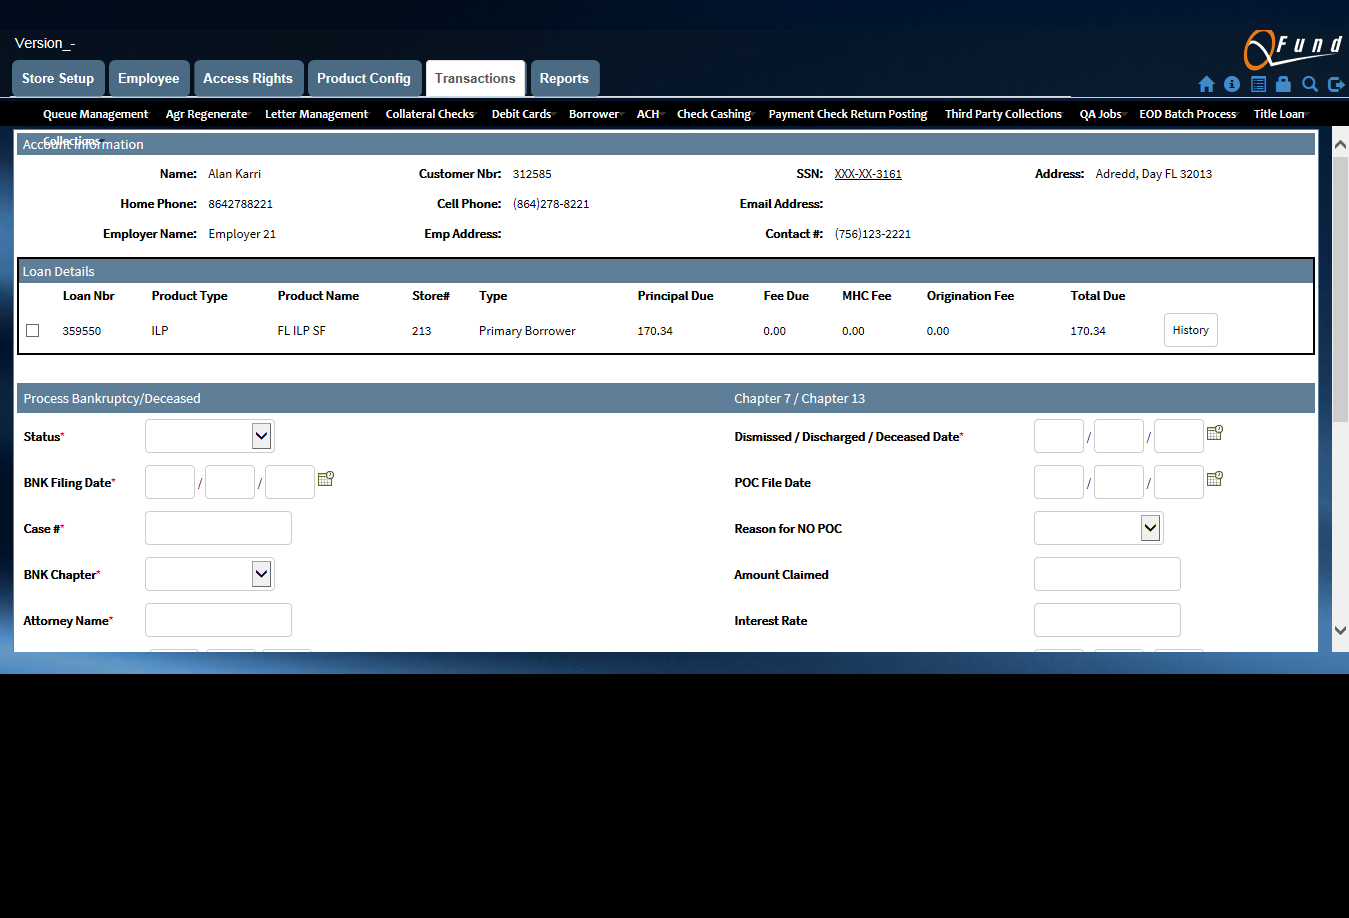 Version_-
QFund
Store Setup Employee Access Rights Product Config Transactions Reports
Queue Management Agr Regenerate Letter Management Collateral Checks Debit Cards Borrower ACH Check Cashing Payment Check Return Posting Third Party Collections QA Jobs EOD Batch Process Title Loan
Collections
Account Information
Name: Alan Karri Customer Nbr: 312585 SSN: XXX-XX-3161 Address: Adredd, Day FL 32013
Home Phone: 8642788221 Cell Phone: (864)278-8221 Email Address:
Employer Name: Employer 21 Emp Address: Contact #: (756)123-2221
Loan Details
Loan Nbr Product Type Product Name Store# Type Principal Due Fee Due MHC Fee Origination Fee Total Due
359550 ILP FL ILP SF 213 Primary Borrower 170.34 0.00 0.00 0.00 170.34 History
Process Bankruptcy/Deceased Chapter 7 / Chapter 13
Status* Dismissed / Discharged / Deceased Date* / /
BNK Filing Date* / / POC File Date / /
Case #* Reason for NO POC
BNK Chapter* Amount Claimed
Attorney Name* Interest Rate